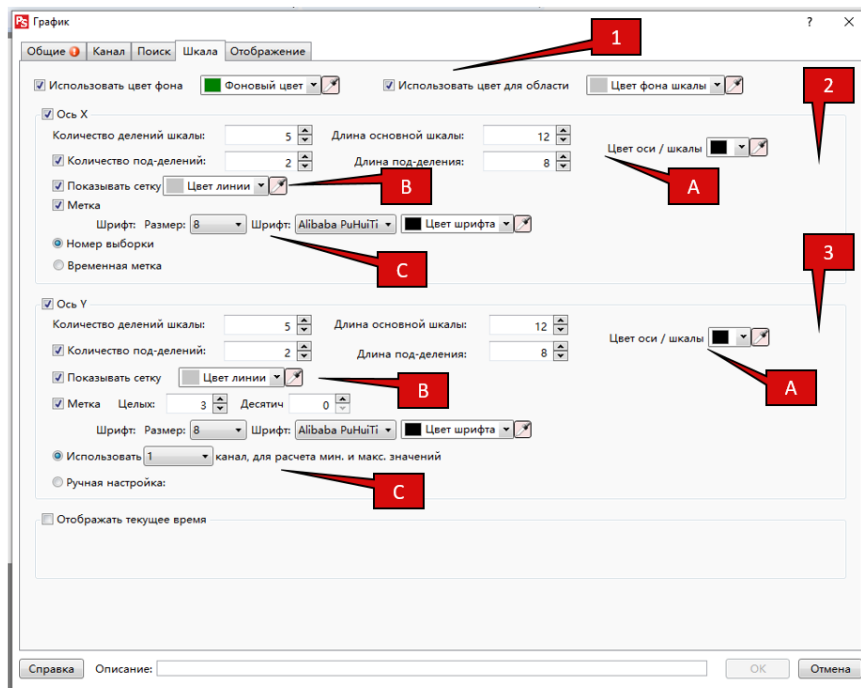 PS График ? X
Общие Канал Поиск Шкала Отображение
1
Использовать цвет фона Фоновый цвет Использовать цвет для области Цвет фона шкалы
2
Ось X
Количество делений шкалы: 5 Длина основной шкалы: 12 Цвет оси / шкалы
Количество под-делений: 2 Длина под-деления: 8
A
Показывать сетку Цвет линии
B
Метка
Шрифт: Размер: 8 Шрифт: Alibaba PuHuiTi Цвет шрифта
Номер выборки
C
Временная метка
3
Ось Y
Количество делений шкалы: 5 Длина основной шкалы: 12 Цвет оси / шкалы
Количество под-делений: 2 Длина под-деления: 8
A
Показывать сетку Цвет линии
B
Метка Целых: 3 Десятич 0
Шрифт: Размер: 8 Шрифт: Alibaba PuHuiTi Цвет шрифта
Использовать 1 канал, для расчета мин. и макс. значений
C
Ручная настройка:
Отображать текущее время
Справка Описание: OK Отмена